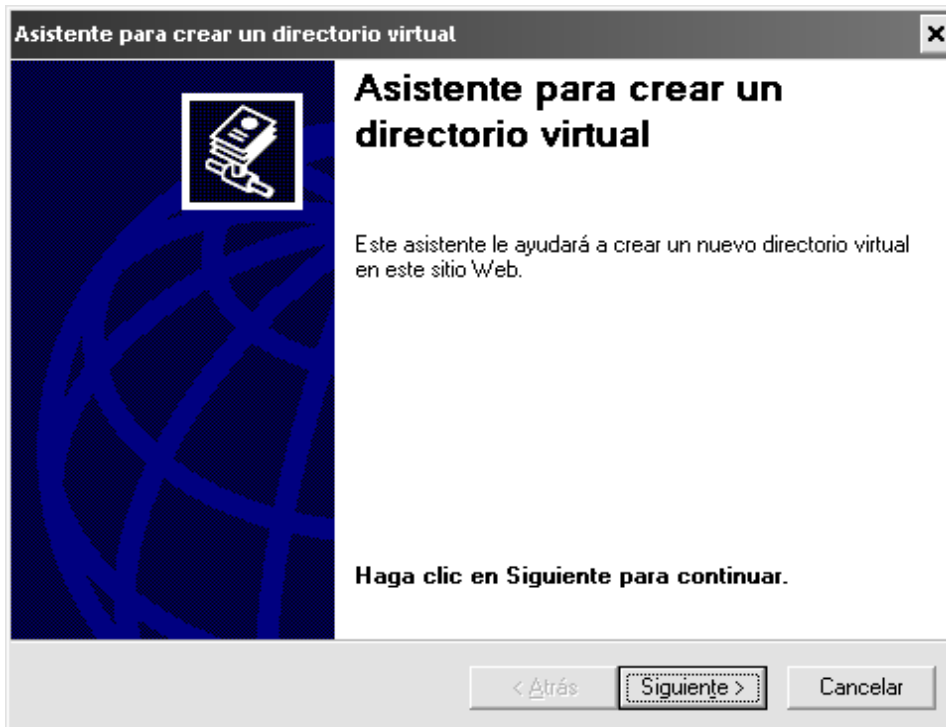 Asistente para crear un directorio virtual
Asistente para crear un
directorio virtual
Este asistente le ayudará a crear un nuevo directorio virtual
en este sitio Web.
Haga clic en Siguiente para continuar.
< Atrás
Siguiente >
Cancelar